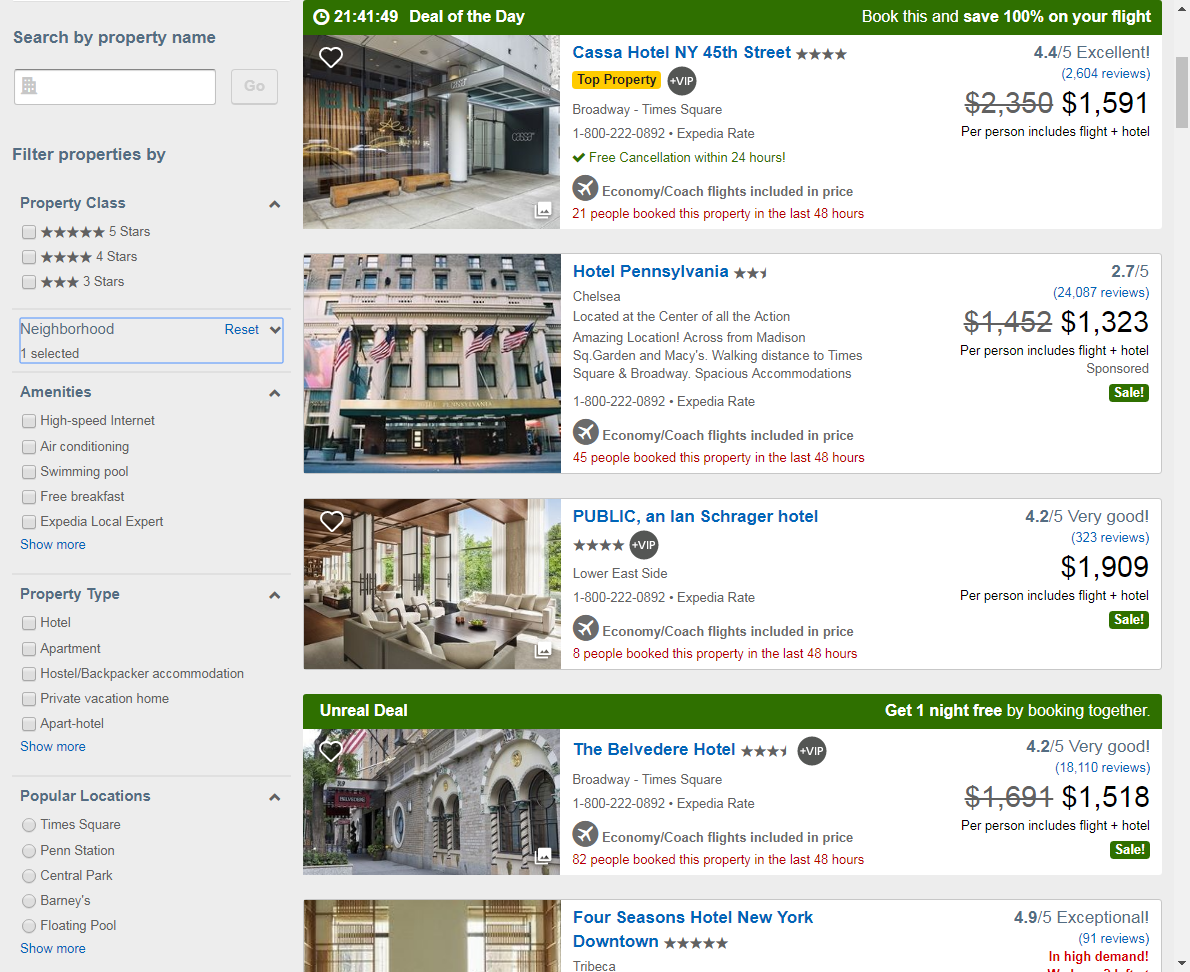 Search by property name
Go
Filter properties by
Property Class
5 Stars
4 Stars
3 Stars
Neighborhood
Reset
1 selected
Amenities
High-speed Internet
Air conditioning
Swimming pool
Free breakfast
Expedia Local Expert
Show more
Property Type
Hotel
Apartment
Hostel/Backpacker accommodation
Private vacation home
Apart-hotel
Show more
Popular Locations
Times Square
Penn Station
Central Park
Barney's
Floating Pool
Show more
21:41:49 Deal of the Day
Book this and save 100% on your flight
Cassa Hotel NY 45th Street
4.4/5 Excellent!
Top Property +VIP
(2,604 reviews)
$2,350 $1,591
Broadway - Times Square
Per person includes flight + hotel
1-800-222-0892 • Expedia Rate
Free Cancellation within 24 hours!
Economy/Coach flights included in price
21 people booked this property in the last 48 hours
Hotel Pennsylvania
2.7/5
Chelsea
(24,087 reviews)
Located at the Center of all the Action
$1,452 $1,323
Amazing Location! Across from Madison
Sq.Garden and Macy's. Walking distance to Times
Square & Broadway. Spacious Accommodations
Per person includes flight + hotel
Sponsored
Sale!
1-800-222-0892 • Expedia Rate
Economy/Coach flights included in price
45 people booked this property in the last 48 hours
PUBLIC, an Ian Schrager hotel
4.2/5 Very good!
+VIP
(323 reviews)
$1,909
Lower East Side
Per person includes flight + hotel
1-800-222-0892 • Expedia Rate
Sale!
Economy/Coach flights included in price
8 people booked this property in the last 48 hours
Unreal Deal
Get 1 night free by booking together.
The Belvedere Hotel +VIP
4.2/5 Very good!
(18,110 reviews)
Broadway - Times Square
$1,691 $1,518
1-800-222-0892 • Expedia Rate
Per person includes flight + hotel
Economy/Coach flights included in price
Sale!
82 people booked this property in the last 48 hours
BELVEDERE
Four Seasons Hotel New York
Downtown
4.9/5 Exceptional!
(91 reviews)
In high demand!
Tribeca